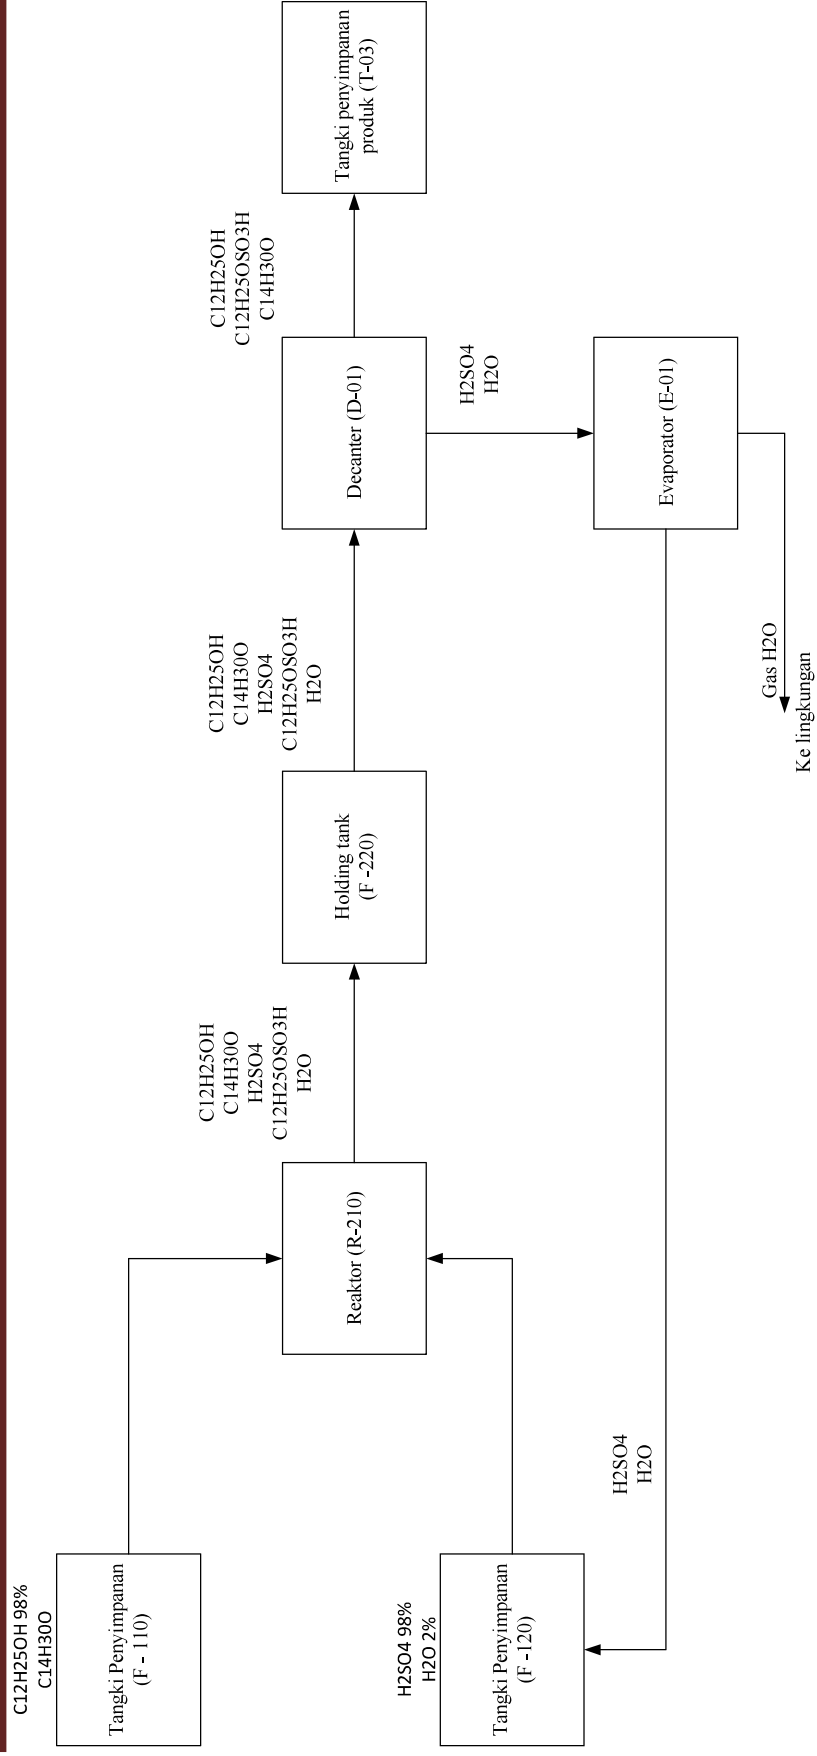 C12H25OH 98%
C14H30O
Tangki Penyimpanan
(F - 110)
H2SO4 98%
H2O 2%
Tangki Penyimpanan
(F -120)
Reaktor (R-210)
C12H25OH
C14H30O
H2SO4
C12H25OSO3H
H2O
Holding tank
(F -220)
C12H25OH
C14H30O
H2SO4
C12H25OSO3H
H2O
Decanter (D-01)
C12H25OH
C12H25OSO3H
C14H30O
Tangki penyimpanan
produk (T-03)
H2SO4
H2O
Evaporator (E-01)
H2SO4
H2O
Gas H2O
Ke lingkungan